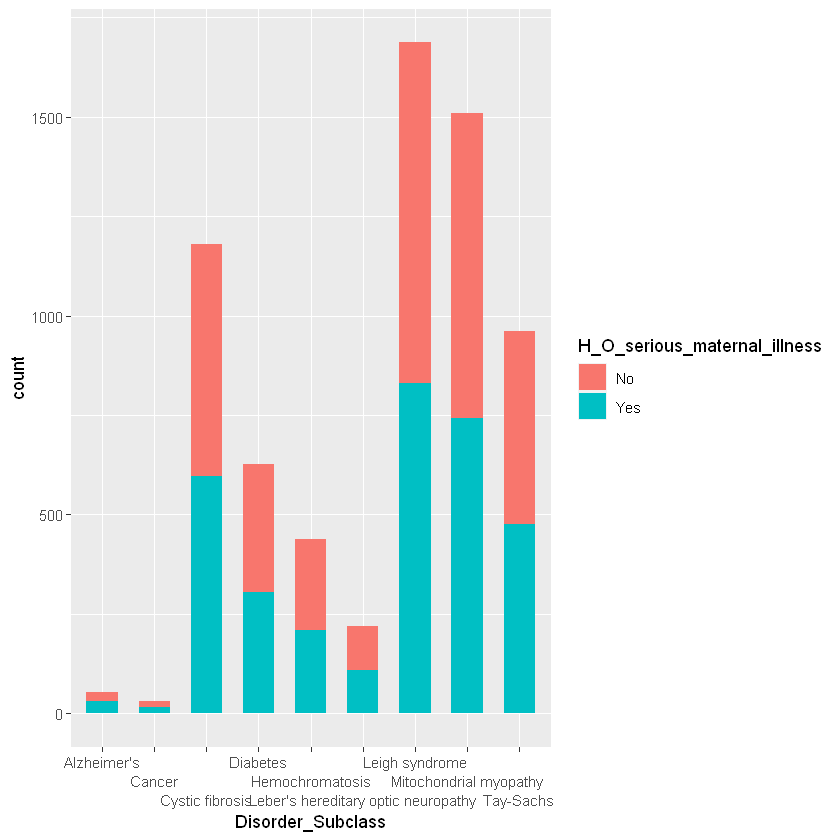 1500
1000
500
0
count
Alzheimer's Diabetes Leigh syndrome
Cancer Hemochromatosis Mitochondrial myopathy
Cystic fibrosis Leber's hereditary optic neuropathy Tay-Sachs
Disorder_Subclass
H_O_serious_maternal_illness
No
Yes